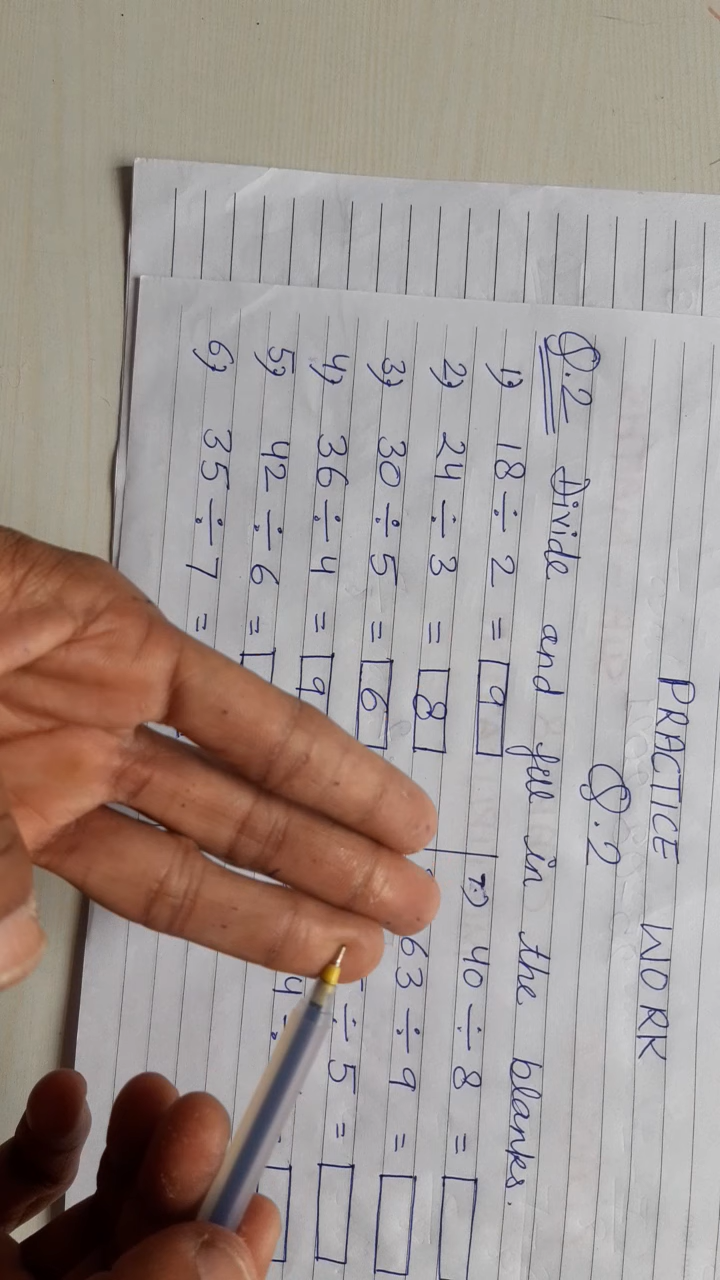 PRACTICE WORK
Q.2
Q.2 Divide and fill in the blanks.
1) 18 ÷ 2 = 9
2) 24 ÷ 3 = 8
3) 30 ÷ 5 = 6
4) 36 ÷ 4 = 9
5) 42 ÷ 6 =
6) 35 ÷ 7 =
7) 40 ÷ 8 =
63 ÷ 9 =
÷ 5 =
4 ÷